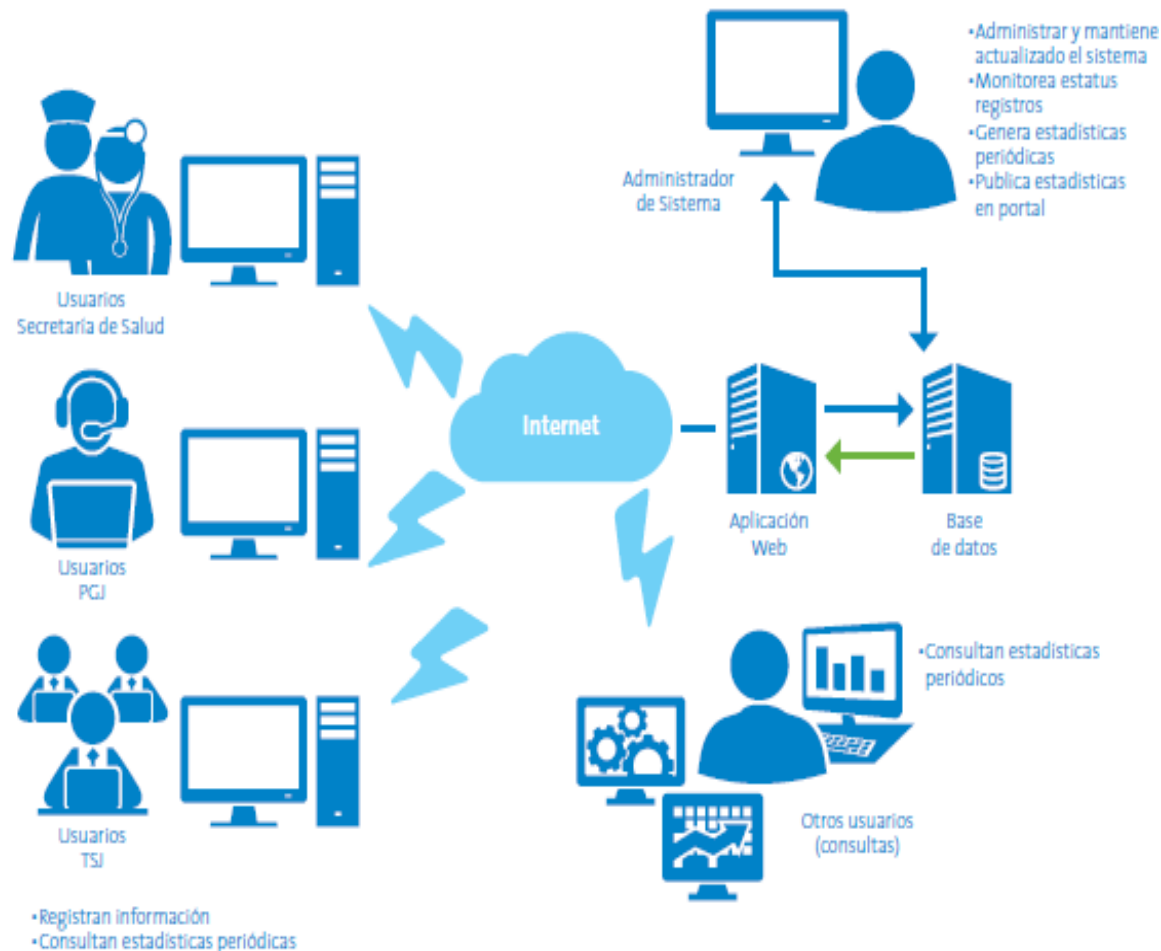 •Administrar y mantiene
actualizado el sistema
•Monitorea estatus
registros
•Genera estadísticas
periódicas
•Publica estadísticas
en portal
Administrador
de Sistema
Usuarios
Secretaría de Salud
Internet
Usuarios
PGJ
Aplicación
Web
Base
de datos
•Consultan estadísticas
periódicos
Otros usuarios
(consultas)
Usuarios
TSJ
•Registran información
•Consultan estadísticas periódicas